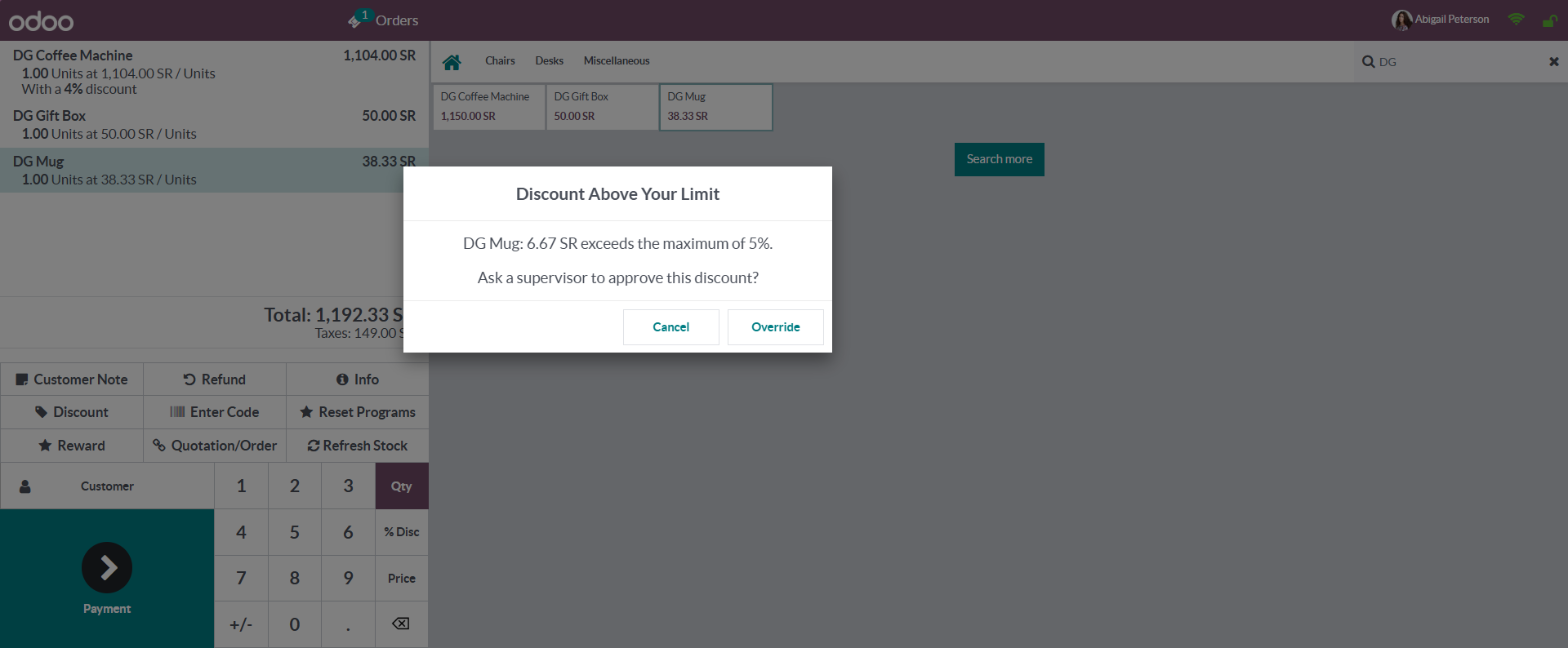 odoo
1
Orders
Abigail Peterson
DG Coffee Machine 1,104.00 SR
1.00 Units at 1,104.00 SR / Units
With a 4% discount
DG Gift Box 50.00 SR
1.00 Units at 50.00 SR / Units
DG Mug 38.33 SR
1.00 Units at 38.33 SR / Units
Total: 1,192.33 S
Taxes: 149.00 S
Customer Note
Refund
Info
Discount
Enter Code
Reset Programs
Reward
Quotation/Order
Refresh Stock
Customer
1 2 3 Qty
4 5 6 % Disc
7 8 9 Price
+/- 0 .
Payment
Chairs Desks Miscellaneous
DG
DG Coffee Machine
1,150.00 SR
DG Gift Box
50.00 SR
DG Mug
38.33 SR
Search more
Discount Above Your Limit
DG Mug: 6.67 SR exceeds the maximum of 5%.
Ask a supervisor to approve this discount?
Cancel
Override